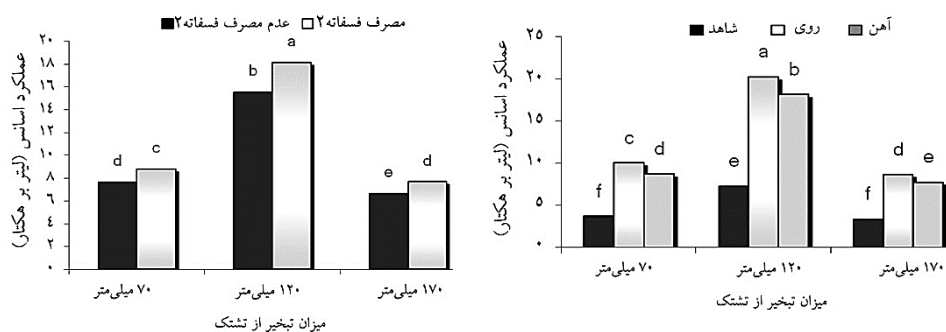 عدم مصرف فسفاته۲ مصرف فسفاته۲
عملکرد اسانس (لیتر بر هکتار)
۲۰
۱۸
۱۶
۱۴
۱۲
۱۰
۸
۶
۴
۲
۰
d c b a e d
۷۰ میلی‌متر ۱۲۰ میلی‌متر ۱۷۰ میلی‌متر
میزان تبخیر از تشتک
شاهد روی آهن
عملکرد اسانس (لیتر بر هکتار)
۲۵
۲۰
۱۵
۱۰
۵
۰
f c d e a b f d e
۷۰ میلی‌متر ۱۲۰ میلی‌متر ۱۷۰ میلی‌متر
میزان تبخیر از تشتک